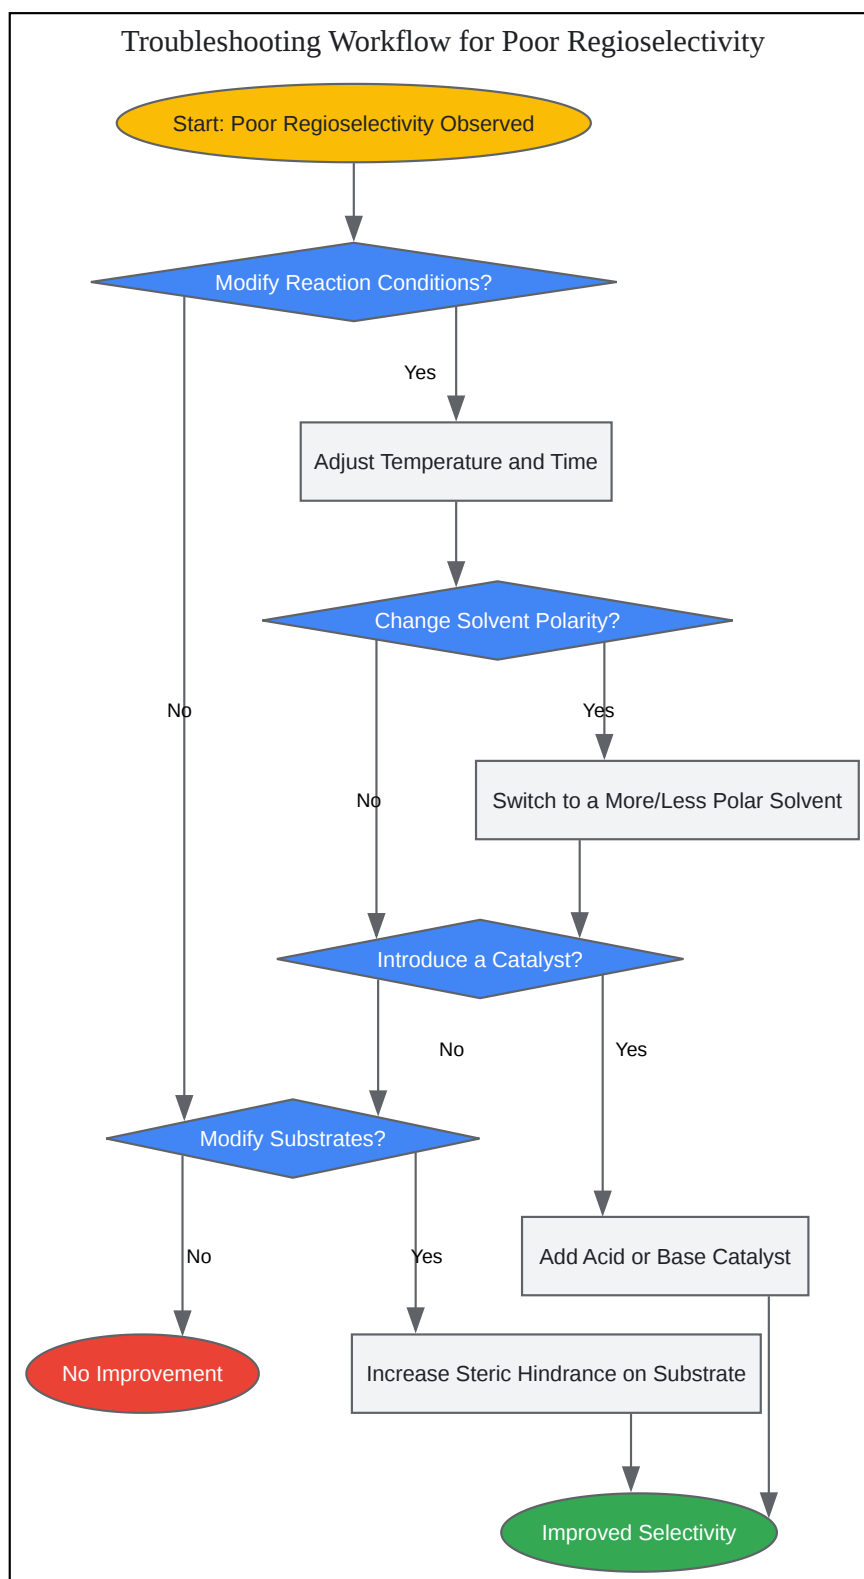 Troubleshooting Workflow for Poor Regioselectivity
Start: Poor Regioselectivity Observed
Modify Reaction Conditions?
Yes
Adjust Temperature and Time
Change Solvent Polarity?
No
Yes
No
Switch to a More/Less Polar Solvent
Introduce a Catalyst?
No
Yes
Modify Substrates?
No
Yes
Add Acid or Base Catalyst
No Improvement
Increase Steric Hindrance on Substrate
Improved Selectivity